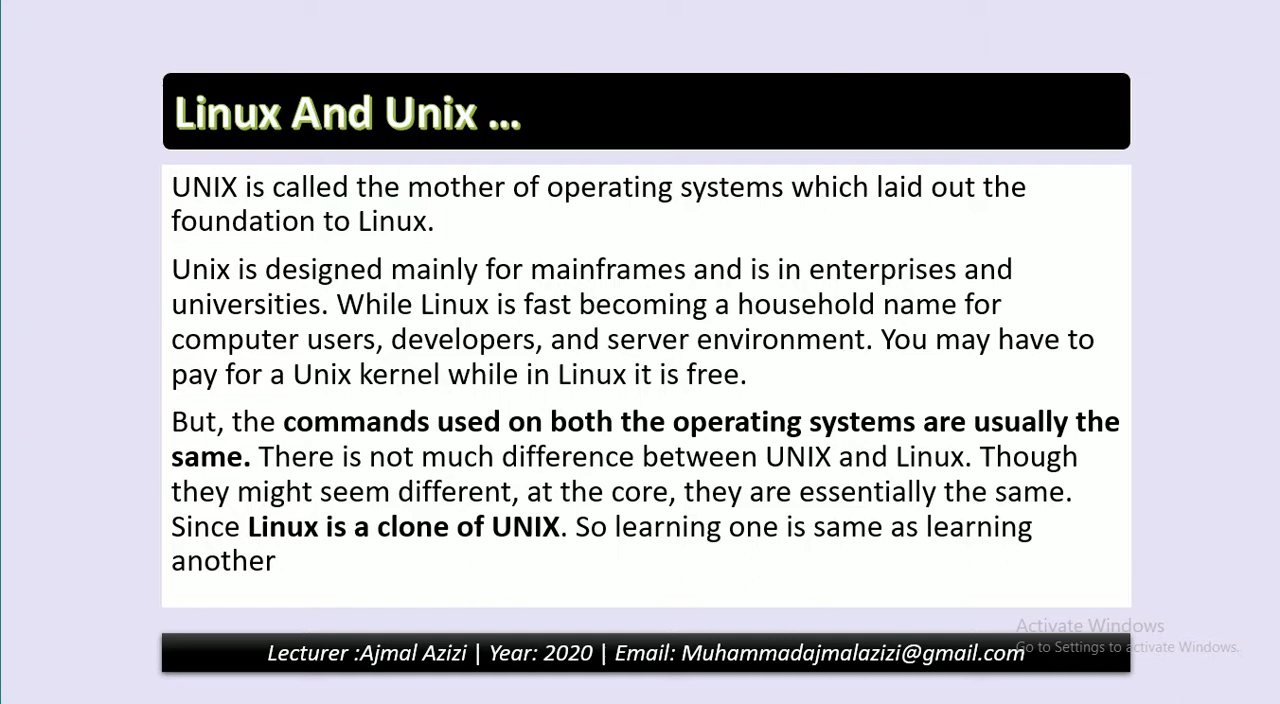 Linux And Unix ...
UNIX is called the mother of operating systems which laid out the
foundation to Linux.
Unix is designed mainly for mainframes and is in enterprises and
universities. While Linux is fast becoming a household name for
computer users, developers, and server environment. You may have to
pay for a Unix kernel while in Linux it is free.
But, the commands used on both the operating systems are usually the
same. There is not much difference between UNIX and Linux. Though
they might seem different, at the core, they are essentially the same.
Since Linux is a clone of UNIX. So learning one is same as learning
another
Activate Windows
Go to Settings to activate Windows.
Lecturer :Ajmal Azizi | Year: 2020 | Email: Muhammadajmalazizi@gmail.com